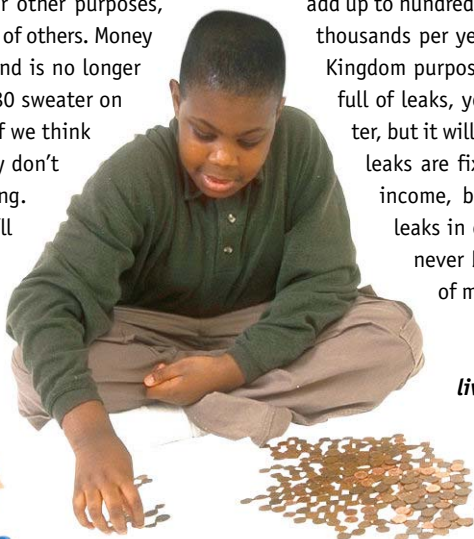 r other purposes,
of others. Money
nd is no longer
30 sweater on
f we think
y don't
ng.
ll
add up to hundred
thousands per ye
Kingdom purpos
full of leaks, yo
ter, but it will
leaks are fix
income, b
leaks in
never b
of m
liv